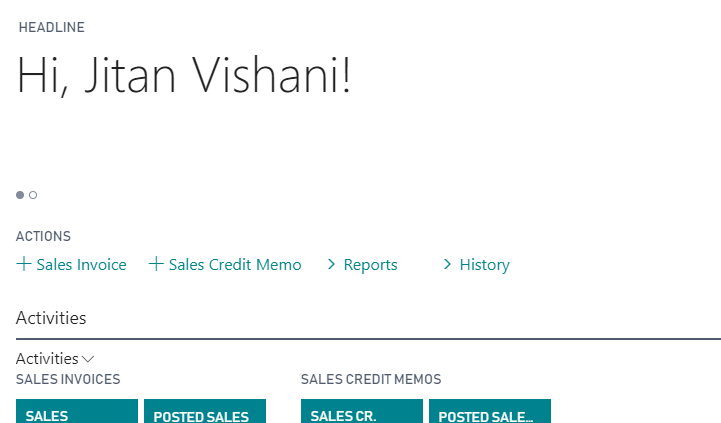 HEADLINE
Hi, Jitan Vishani!
ACTIONS
Sales Invoice Sales Credit Memo Reports History
Activities
Activities
SALES INVOICES SALES CREDIT MEMOS
SALES POSTED SALES SALES CR. POSTED SALE...